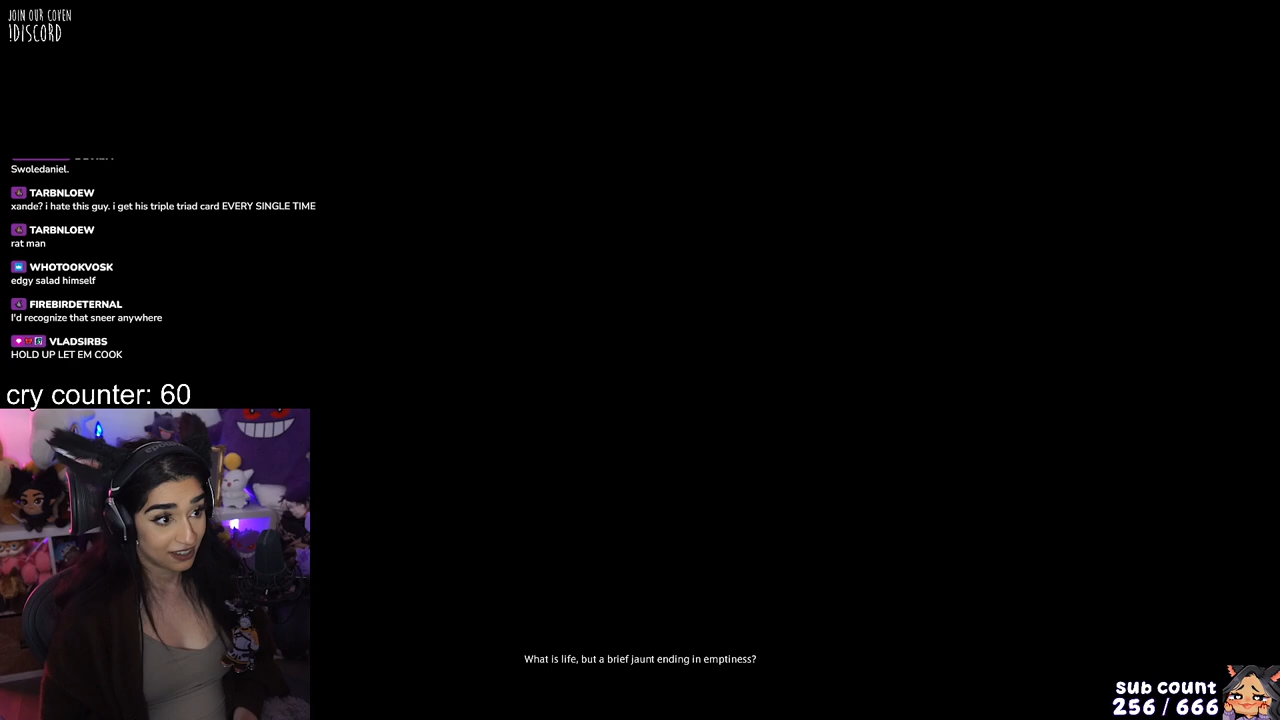 JOIN OUR COVEN
!DISCORD
Swoledaniel.
TARBNLOEW
xande? i hate this guy. i get his triple triad card EVERY SINGLE TIME
TARBNLOEW
rat man
WHOTOOKVOSK
edgy salad himself
FIREBIRDETERNAL
I'd recognize that sneer anywhere
VLADSIRBS
HOLD UP LET EM COOK
cry counter: 60
What is life, but a brief jaunt ending in emptiness?
sub count
256 / 666